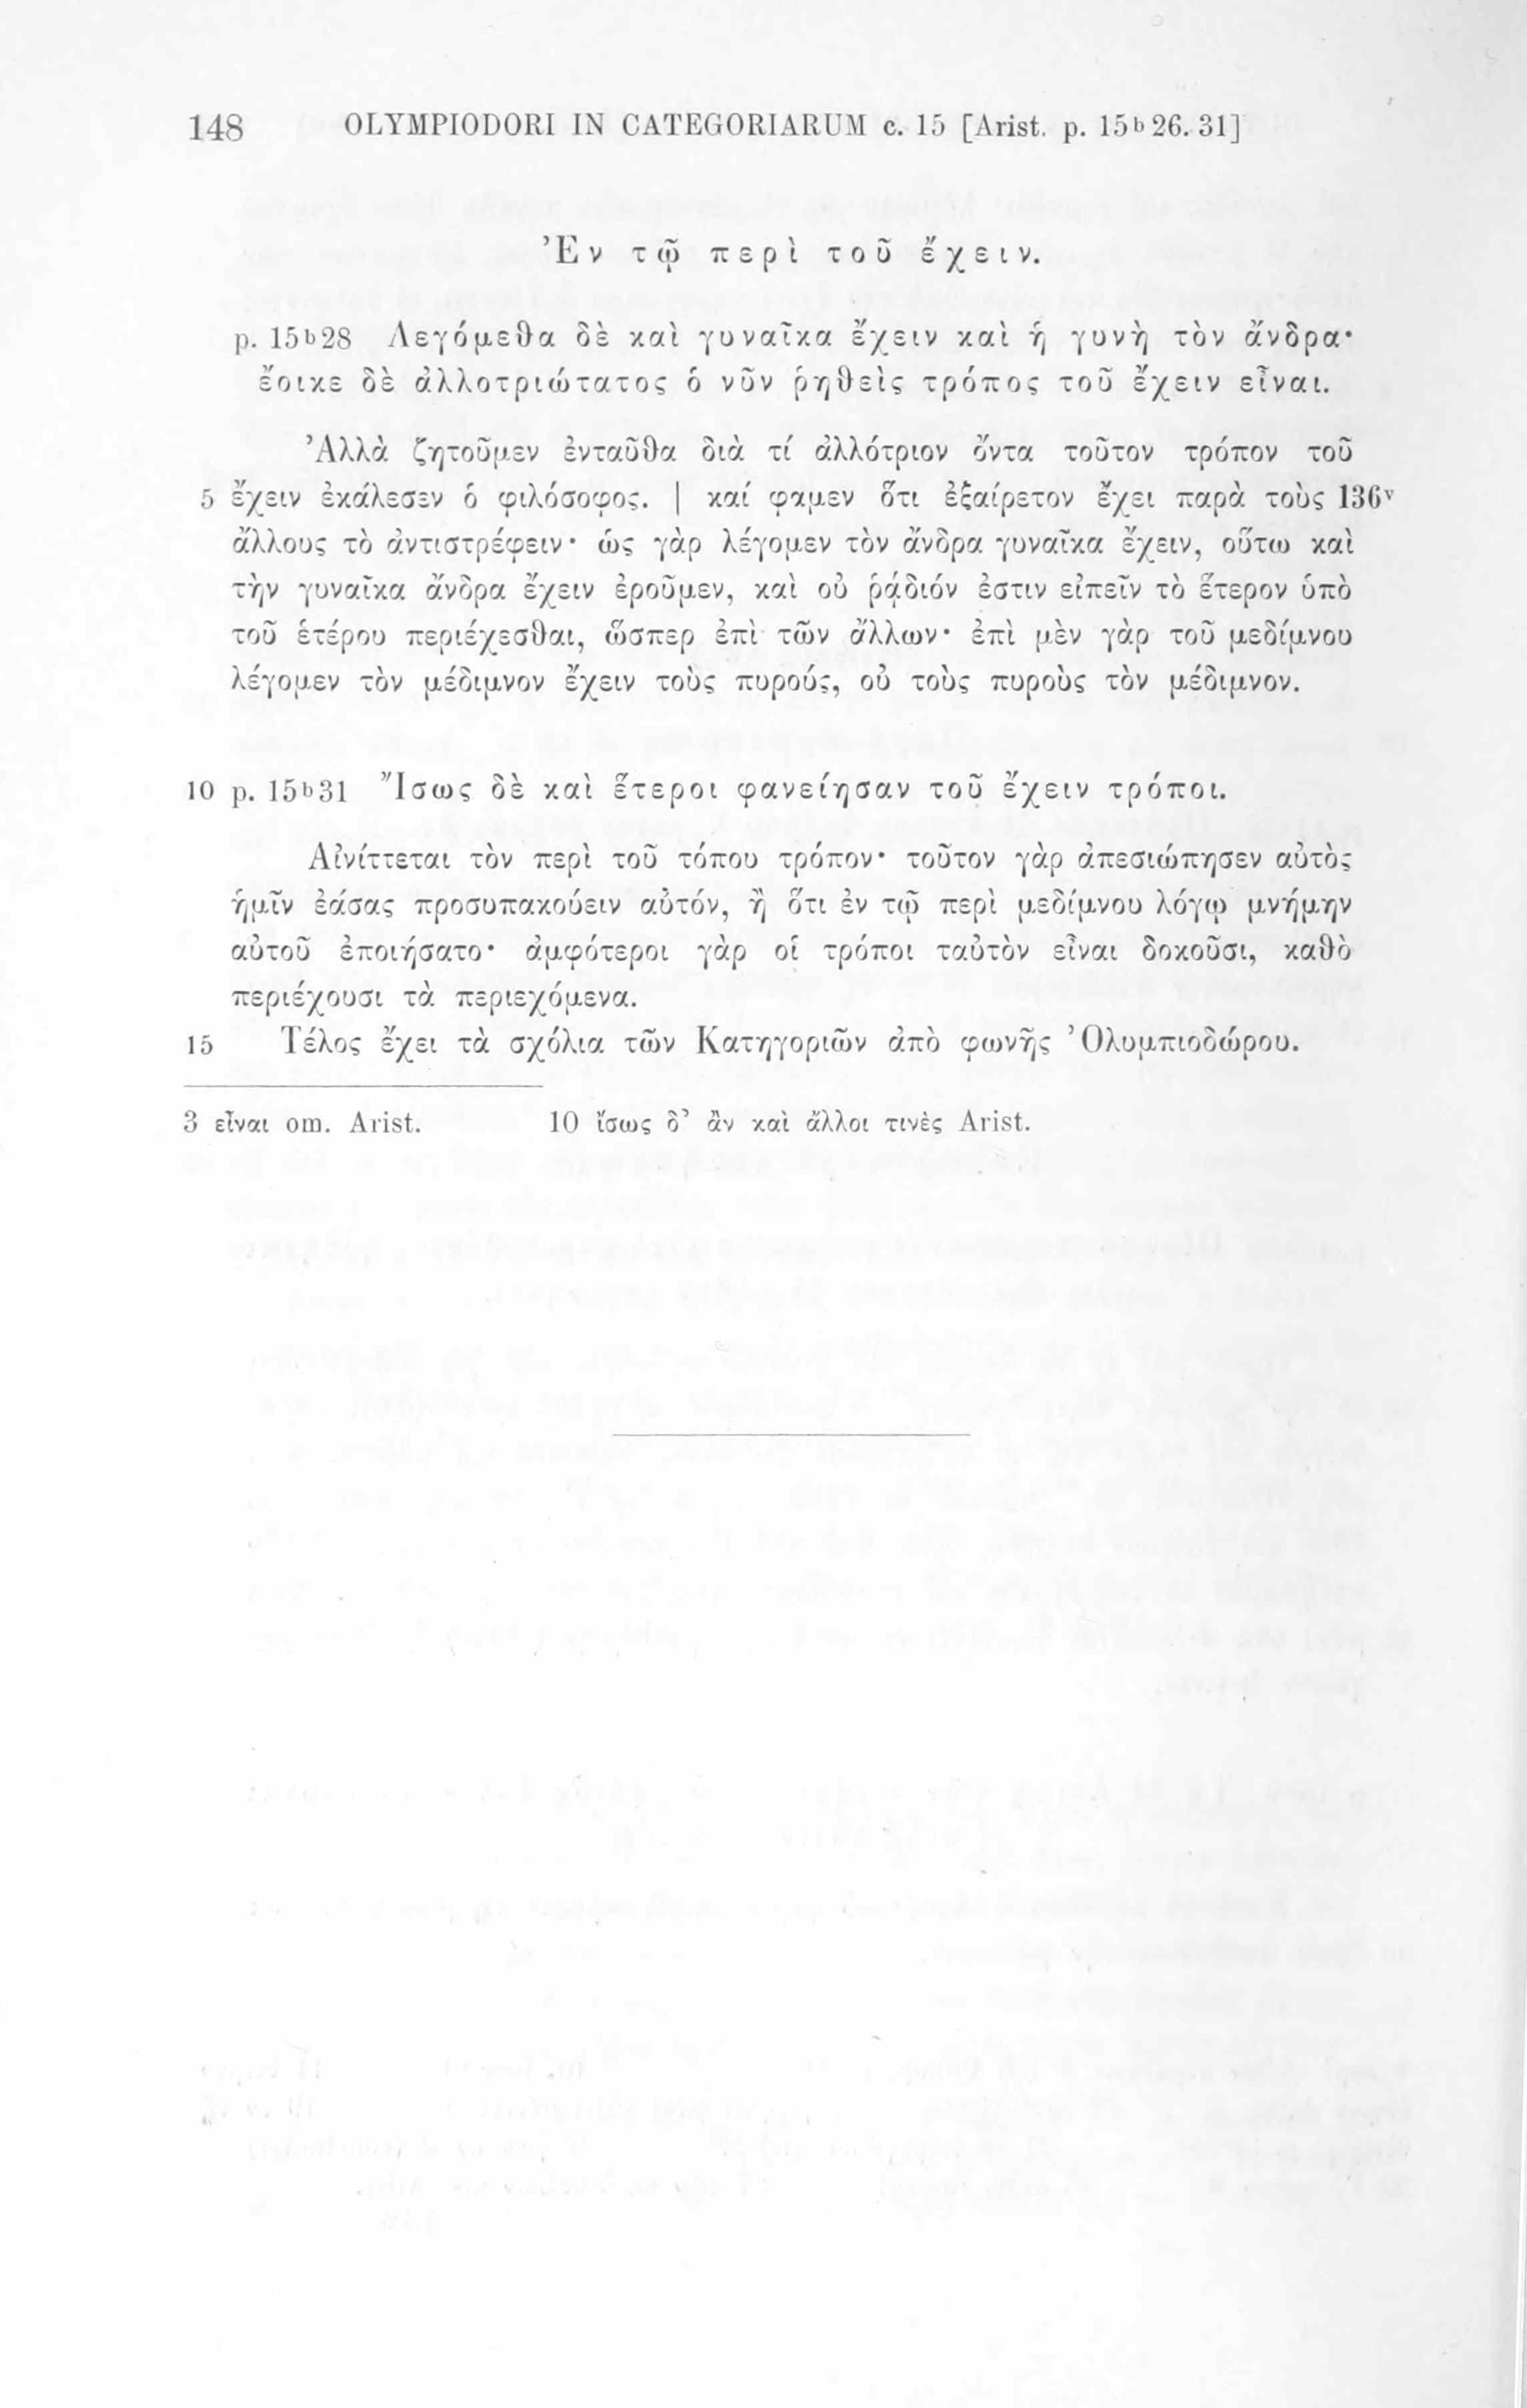 148 OLYMPIODORI IN CATEGORIARUM c. 15 [Arist. p. 15ᵇ26. 31]
Ἐν τῷ περὶ τοῦ ἔχειν.
p. 15ᵇ28 Λεγόμεθα δὲ καὶ γυναῖκα ἔχειν καὶ ἡ γυνὴ τὸν ἄνδρα·
ἔοικε δὲ ἀλλοτριώτατος ὁ νῦν ῥηθεὶς τρόπος τοῦ ἔχειν εἶναι.
Ἀλλὰ ζητοῦμεν ἐνταῦθα διὰ τί ἀλλότριον ὄντα τοῦτον τρόπον τοῦ
5 ἔχειν ἐκάλεσεν ὁ φιλόσοφος. | καί φαμεν ὅτι ἐξαίρετον ἔχει παρὰ τοὺς 136ᵛ
ἄλλους τὸ ἀντιστρέφειν· ὡς γὰρ λέγομεν τὸν ἄνδρα γυναῖκα ἔχειν, οὕτω καὶ
τὴν γυναῖκα ἄνδρα ἔχειν ἐροῦμεν, καὶ οὐ ῥᾴδιόν ἐστιν εἰπεῖν τὸ ἕτερον ὑπὸ
τοῦ ἑτέρου περιέχεσθαι, ὥσπερ ἐπὶ τῶν ἄλλων· ἐπὶ μὲν γὰρ τοῦ μεδίμνου
λέγομεν τὸν μέδιμνον ἔχειν τοὺς πυρούς, οὐ τοὺς πυροὺς τὸν μέδιμνον.
10 p. 15ᵇ31 Ἴσως δὲ καὶ ἕτεροι φανείησαν τοῦ ἔχειν τρόποι.
Αἰνίττεται τὸν περὶ τοῦ τόπου τρόπον· τοῦτον γὰρ ἀπεσιώπησεν αὐτὸς
ἡμῖν ἐάσας προσυπακούειν αὐτόν, ἢ ὅτι ἐν τῷ περὶ μεδίμνου λόγῳ μνήμην
αὐτοῦ ἐποιήσατο· ἀμφότεροι γὰρ οἱ τρόποι ταὐτὸν εἶναι δοκοῦσι, καθὸ
περιέχουσι τὰ περιεχόμενα.
15 Τέλος ἔχει τὰ σχόλια τῶν Κατηγοριῶν ἀπὸ φωνῆς Ὀλυμπιοδώρου.
3 εἶναι om. Arist. 10 ἴσως δ’ ἂν καὶ ἄλλοι τινὲς Arist.